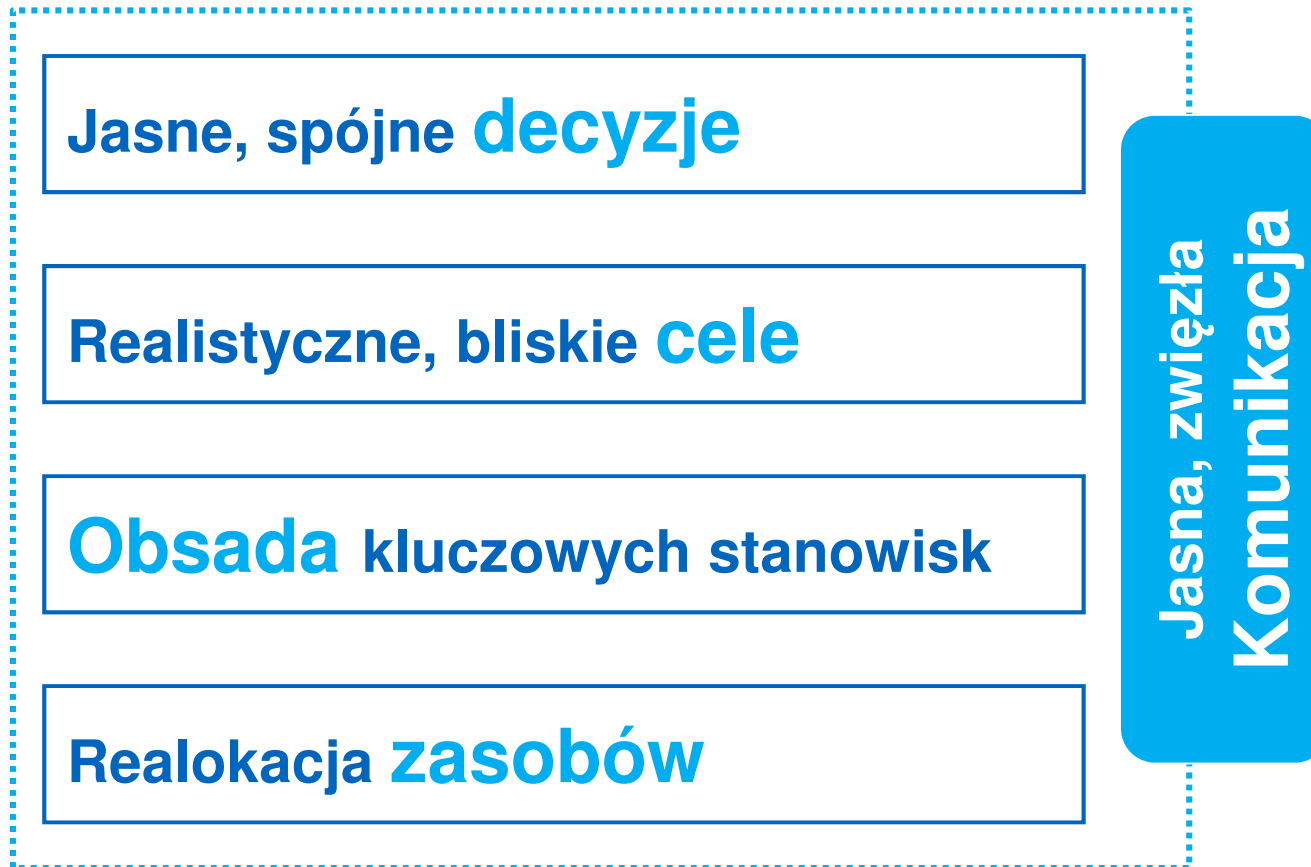 Jasne, spójne decyzje
Realistyczne, bliskie cele
Obsada kluczowych stanowisk
Realokacja zasobów
Jasna, zwięzła
Komunikacja